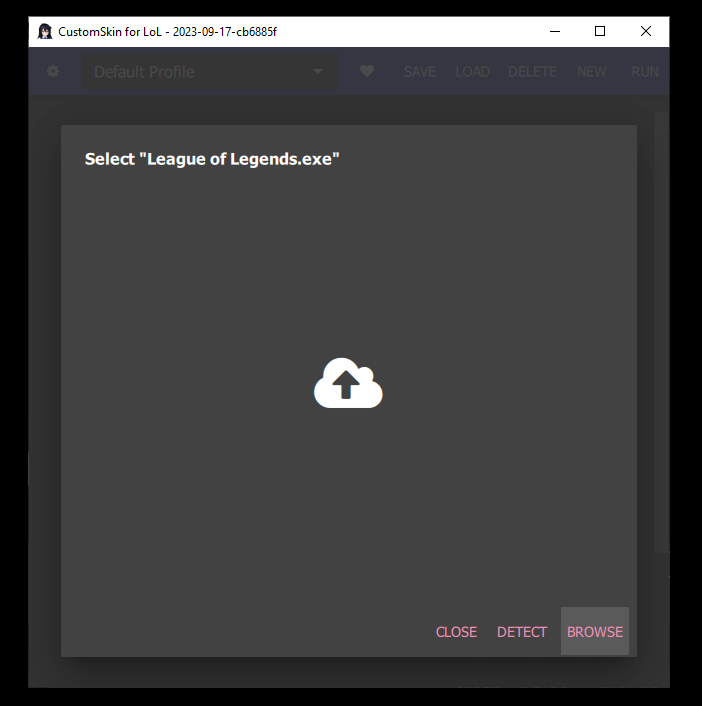 CustomSkin for LoL - 2023-09-17-cb6885f
Default Profile SAVE LOAD DELETE NEW RUN
Select "League of Legends.exe"
CLOSE DETECT BROWSE